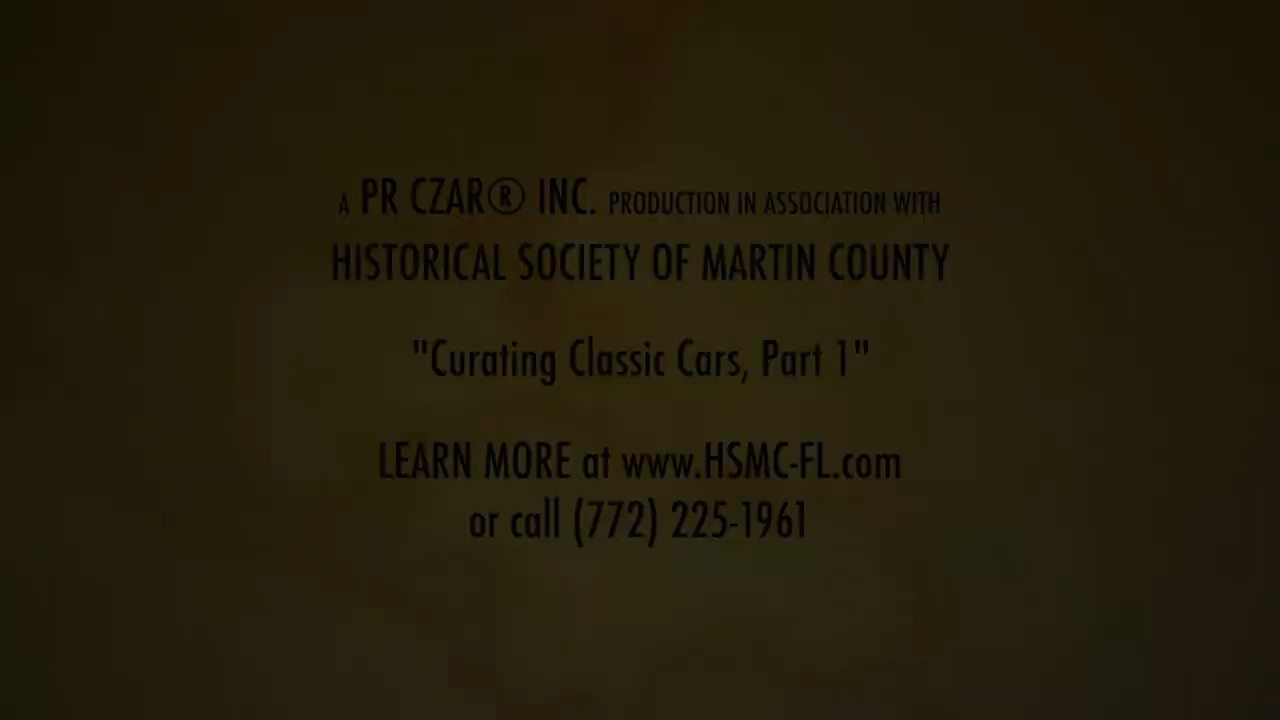 A PR CZAR® INC. PRODUCTION IN ASSOCIATION WITH
HISTORICAL SOCIETY OF MARTIN COUNTY
"Curating Classic Cars, Part 1"
LEARN MORE at www.HSMC-FL.com
or call (772) 225-1961